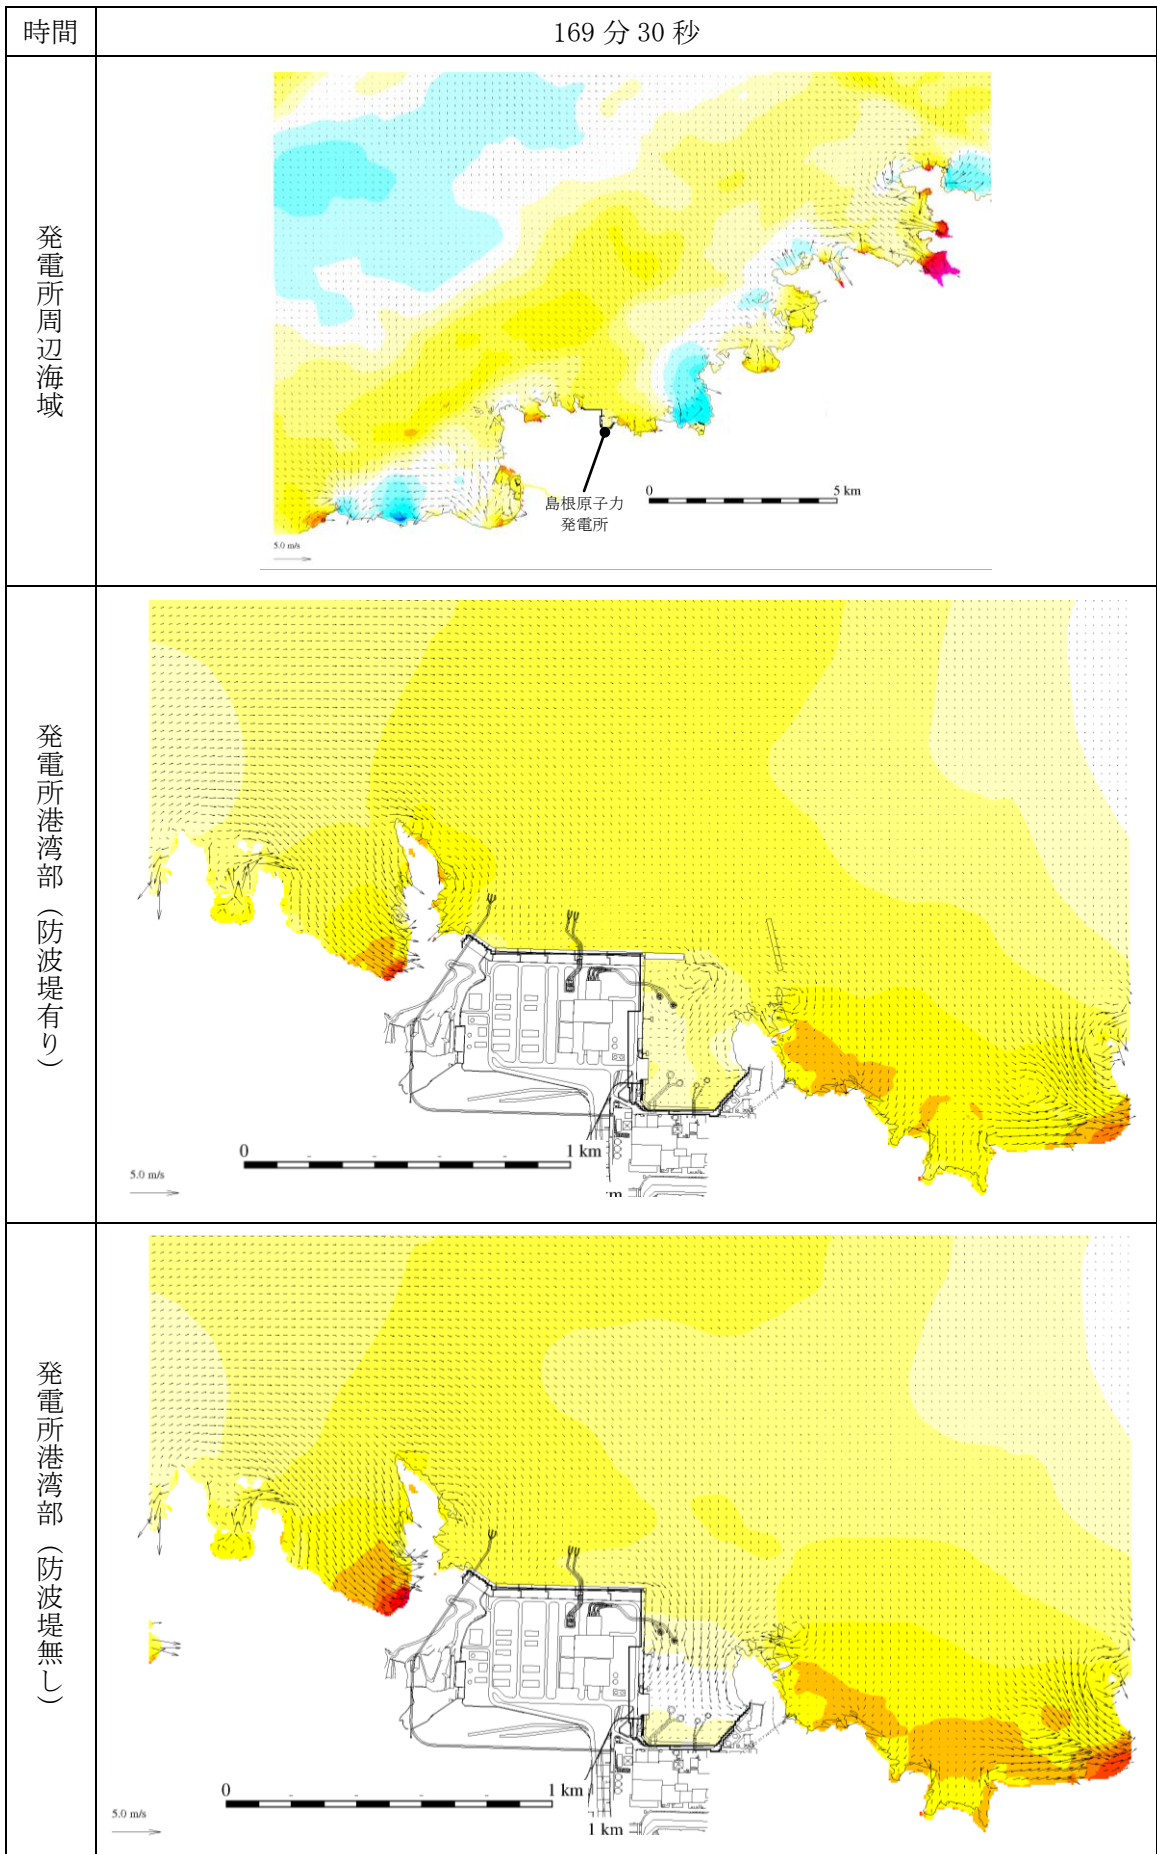 時間
169 分 30 秒
発電所周辺海域
島根原子力
発電所
0
5 km
5.0 m/s
発電所港湾部（防波堤有り）
0
1 km
5.0 m/s
発電所港湾部（防波堤無し）
0
1 km
5.0 m/s
1 km